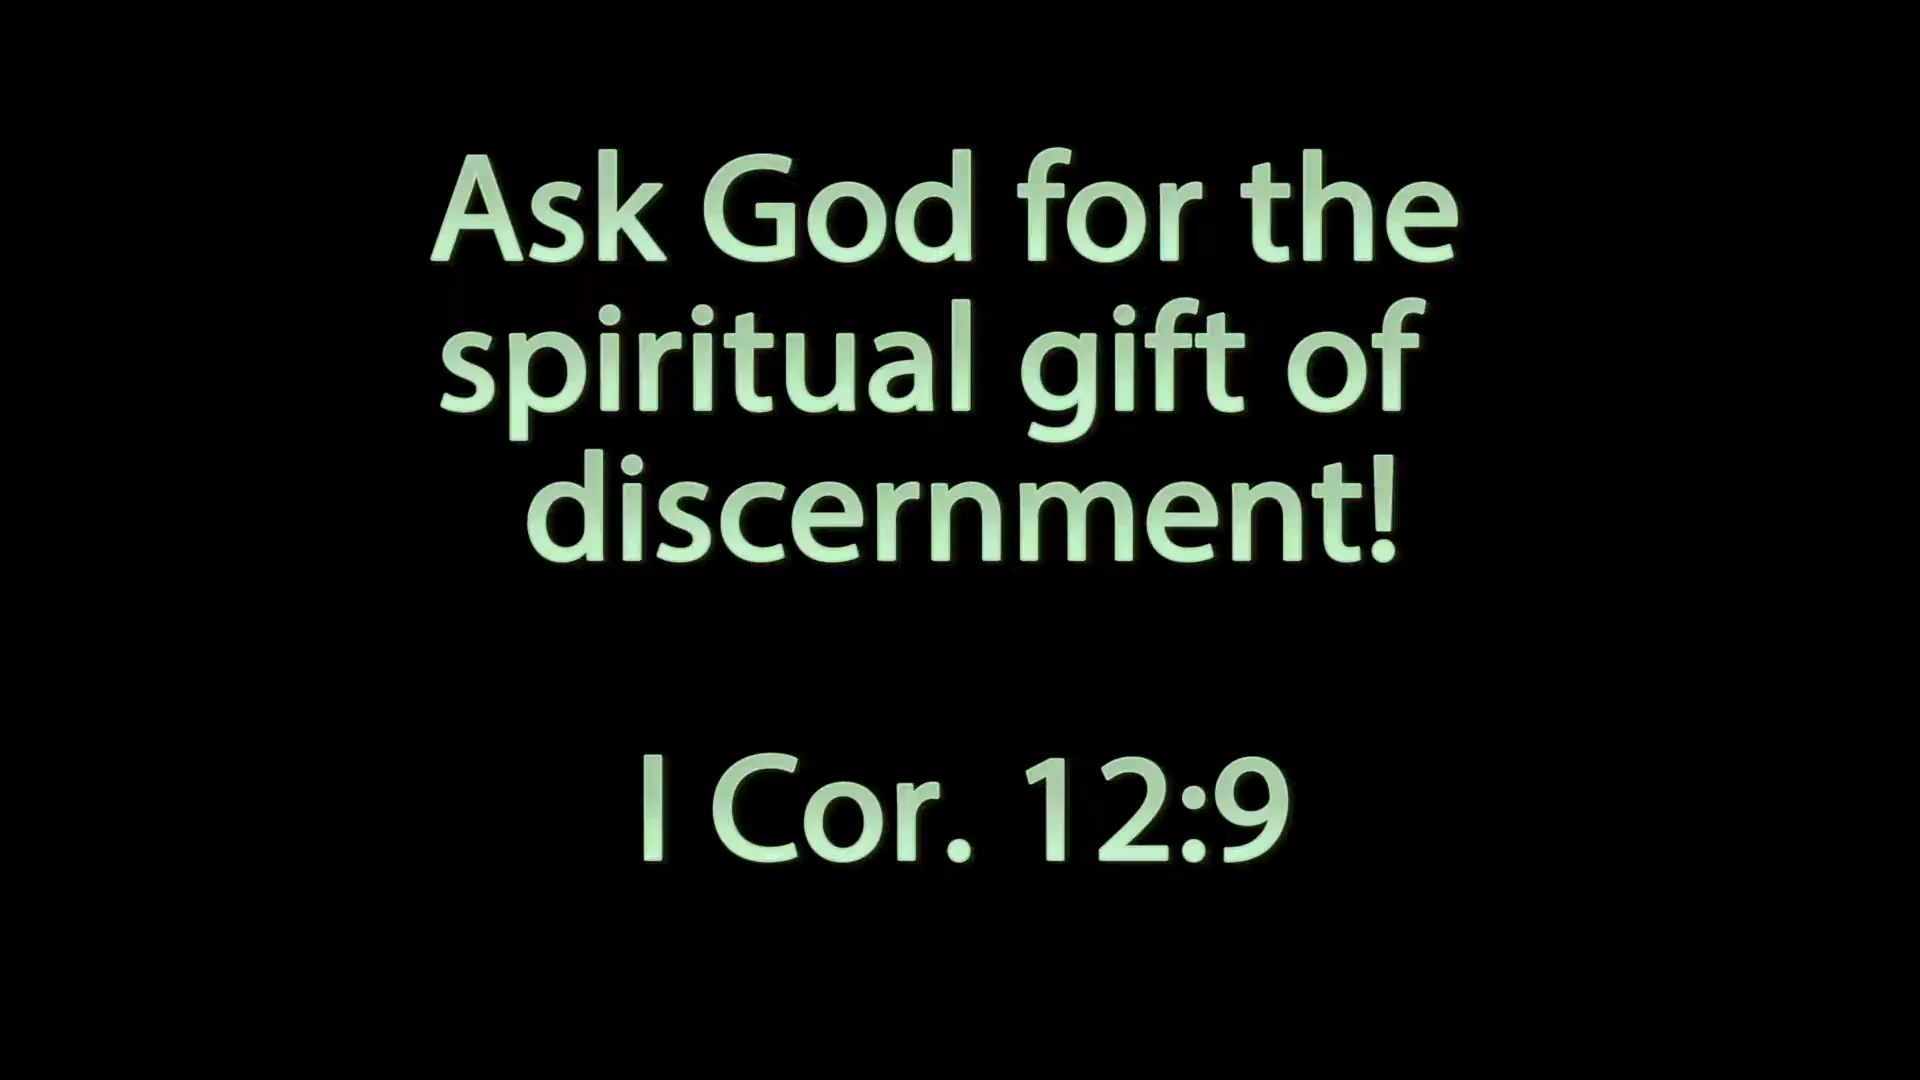 Ask God for the
spiritual gift of
discernment!
I Cor. 12:9